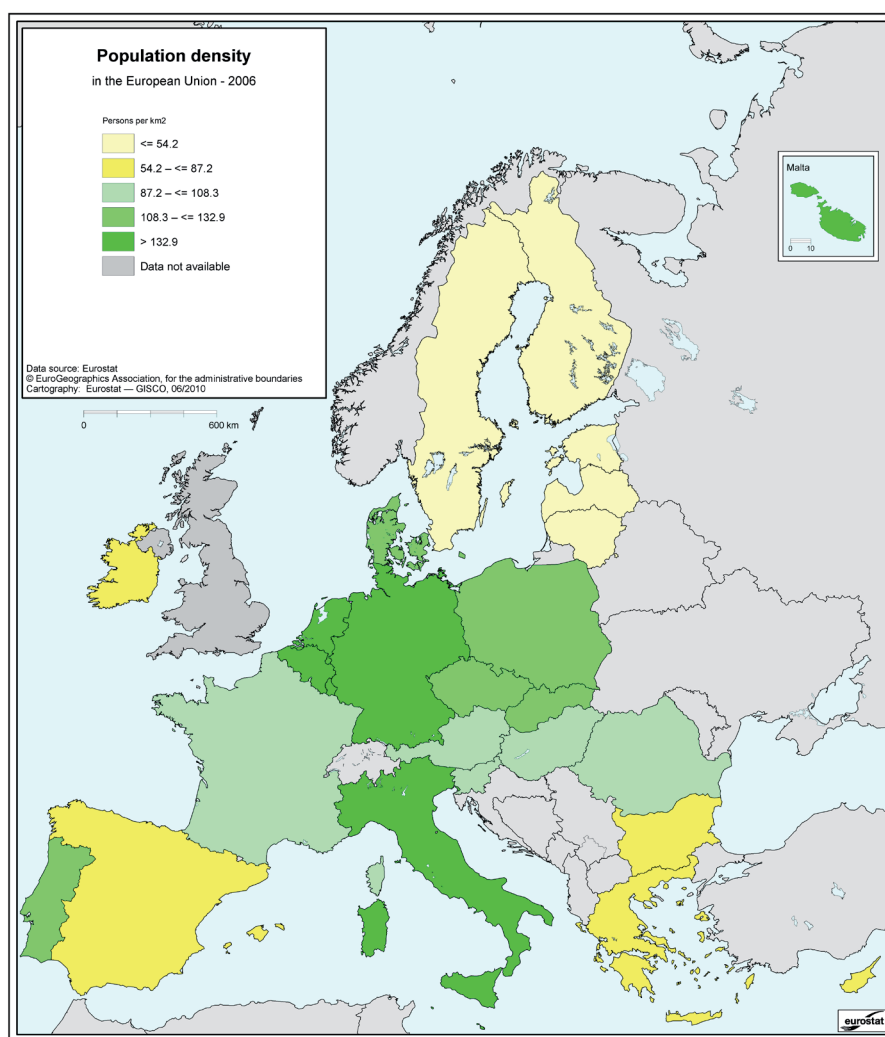 Population density
in the European Union - 2006
Persons per km2
<= 54.2
54.2 – <= 87.2
87.2 – <= 108.3
108.3 – <= 132.9
> 132.9
Data not available
Data source: Eurostat
© EuroGeographics Association, for the administrative boundaries
Cartography: Eurostat — GISCO, 06/2010
0 600 km
Malta
0 10
eurostat